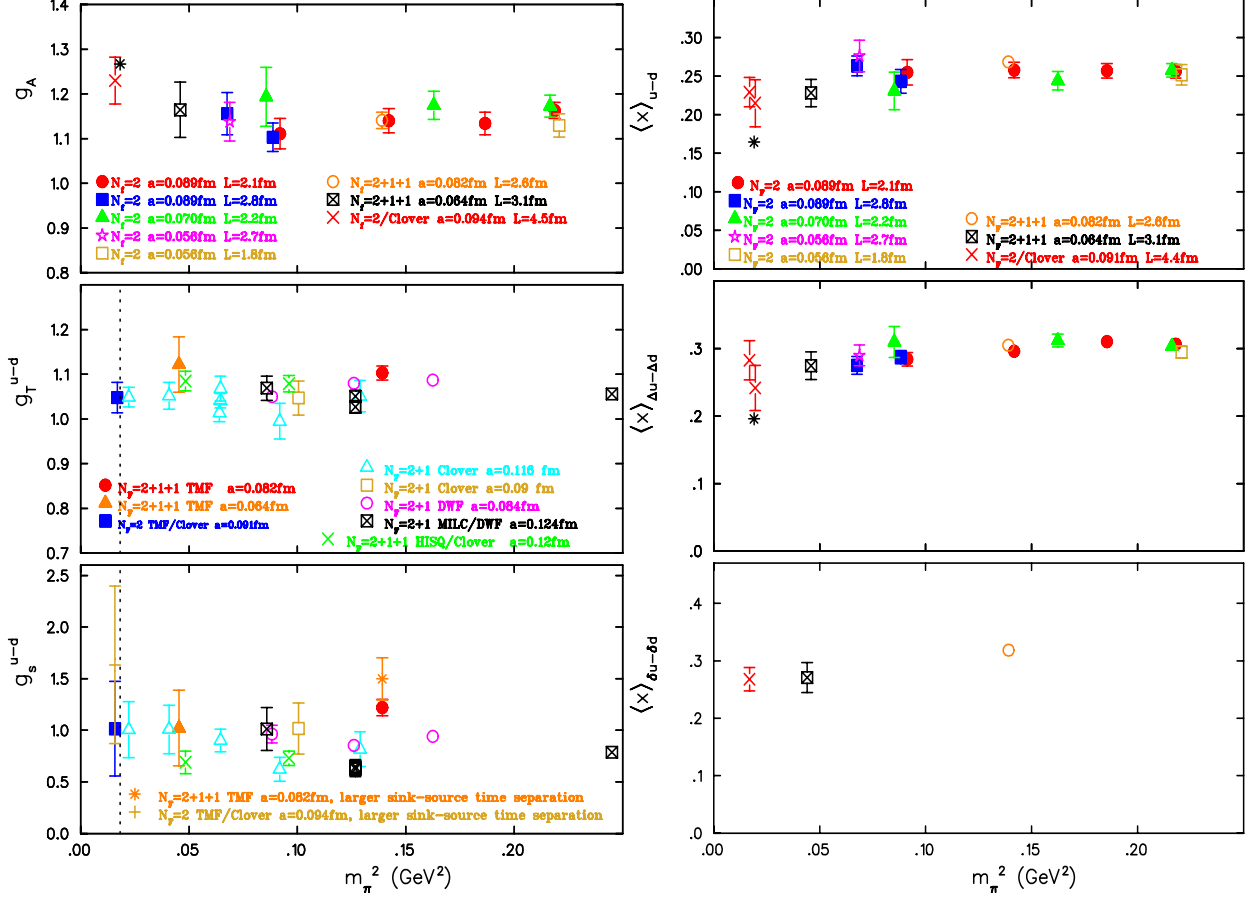 1.4
1.3
1.2
1.1
1.0
0.9
0.8
g_A
N_f=2 a=0.089fm L=2.1fm
N_f=2 a=0.089fm L=2.8fm
N_f=2 a=0.070fm L=2.2fm
N_f=2 a=0.056fm L=2.7fm
N_f=2 a=0.056fm L=1.8fm
N_f=2+1+1 a=0.082fm L=2.6fm
N_f=2+1+1 a=0.064fm L=3.1fm
N_f=2/Clover a=0.094fm L=4.5fm
1.2
1.1
1.0
0.9
0.8
0.7
g_T^{u-d}
N_F=2+1+1 TMF a=0.082fm
N_F=2+1+1 TMF a=0.064fm
N_F=2 TMF/Clover a=0.091fm
N_F=2+1 Clover a=0.116 fm
N_F=2+1 Clover a=0.09 fm
N_F=2+1 DWF a=0.084fm
N_F=2+1 MILC/DWF a=0.124fm
N_F=2+1+1 HISQ/Clover a=0.12fm
2.5
2.0
1.5
1.0
0.5
0.0
g_s^{u-d}
N_F=2+1+1 TMF a=0.082fm, larger sink-source time separation
N_F=2 TMF/Clover a=0.094fm, larger sink-source time separation
.00 .05 .10 .15 .20
m_π^2 (GeV^2)
.30
.25
.20
.15
.10
.05
.00
⟨x⟩_{u-d}
N_F=2 a=0.089fm L=2.1fm
N_F=2 a=0.089fm L=2.8fm
N_F=2 a=0.070fm L=2.2fm
N_F=2 a=0.056fm L=2.7fm
N_F=2 a=0.056fm L=1.8fm
N_F=2+1+1 a=0.082fm L=2.6fm
N_F=2+1+1 a=0.064fm L=3.1fm
N_F=2/Clover a=0.091fm L=4.4fm
.3
.2
.1
.0
⟨x⟩_{Δu-Δd}
.4
.3
.2
.1
.0
⟨x⟩_{δu-δd}
.00 .05 .10 .15 .20
m_π^2 (GeV^2)